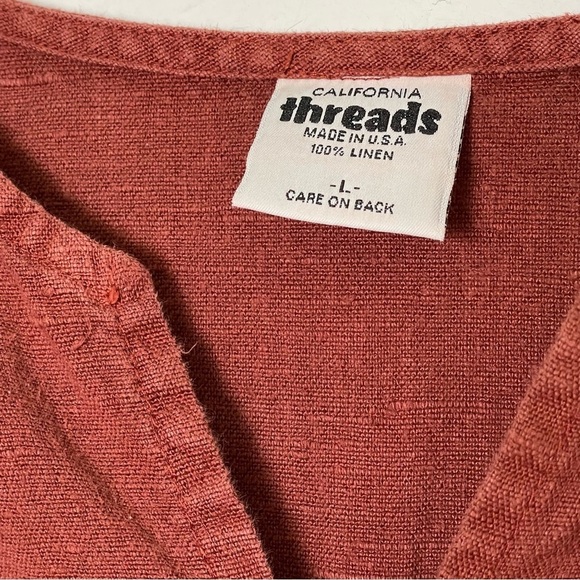 CALIFORNIA
threads
MADE IN U.S.A.
100% LINEN
-L-
CARE ON BACK